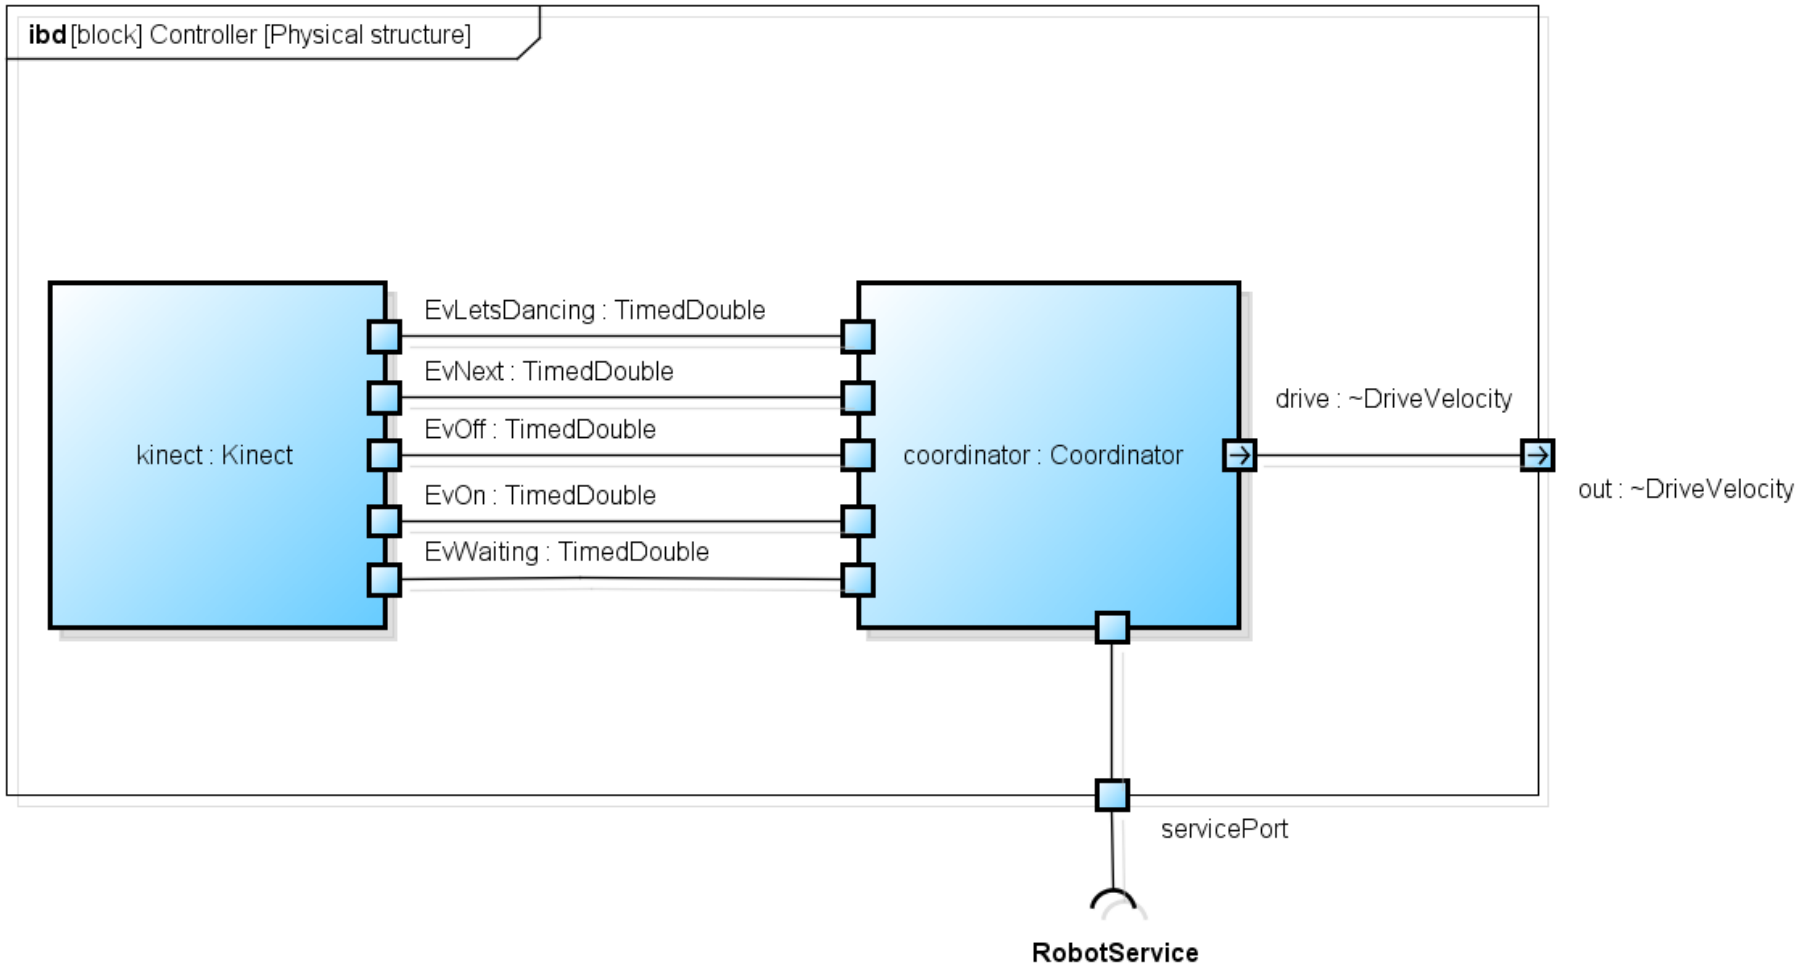 ibd [block] Controller [Physical structure]
EvLetsDancing : TimedDouble
EvNext : TimedDouble
drive : ~DriveVelocity
EvOff : TimedDouble
kinect : Kinect
coordinator : Coordinator
out : ~DriveVelocity
EvOn : TimedDouble
EvWaiting : TimedDouble
servicePort
RobotService